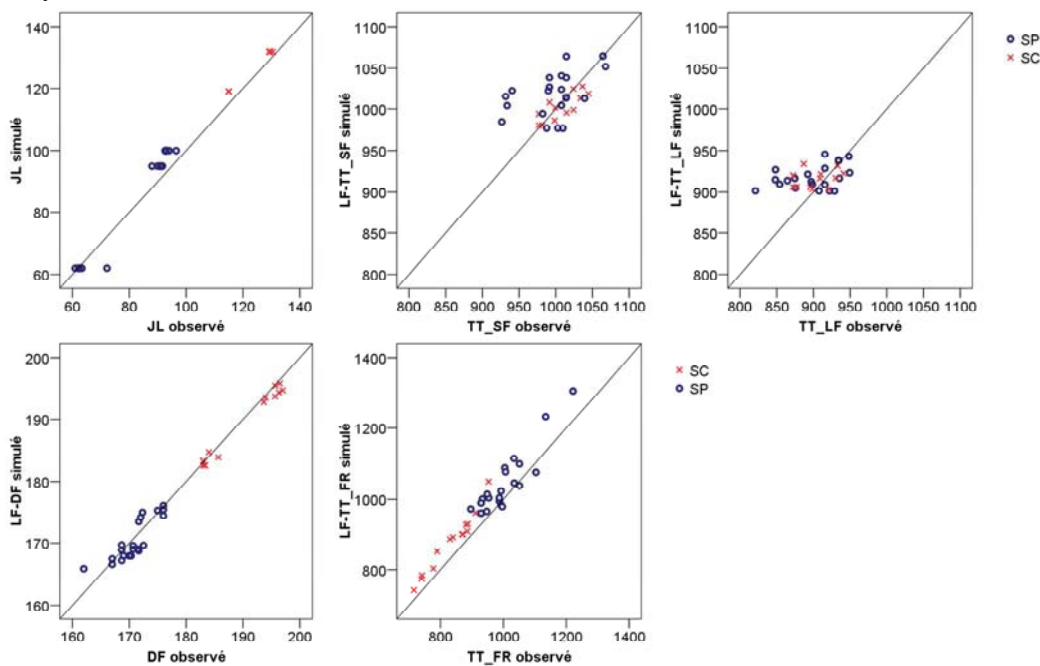 JL simulé
140
120
100
80
60
60 80 100 120 140
JL observé
LF-TT_SF simulé
1100
1050
1000
950
900
850
800
800 850 900 950 1000 1050 1100
TT_SF observé
LF-TT_LF simulé
1100
1050
1000
950
900
850
800
800 850 900 950 1000 1050 1100
TT_LF observé
SP
SC
LF-DF simulé
200
190
180
170
160
160 170 180 190 200
DF observé
LF-TT_FR simulé
1400
1200
1000
800
800 1000 1200 1400
TT_FR observé
SC
SP